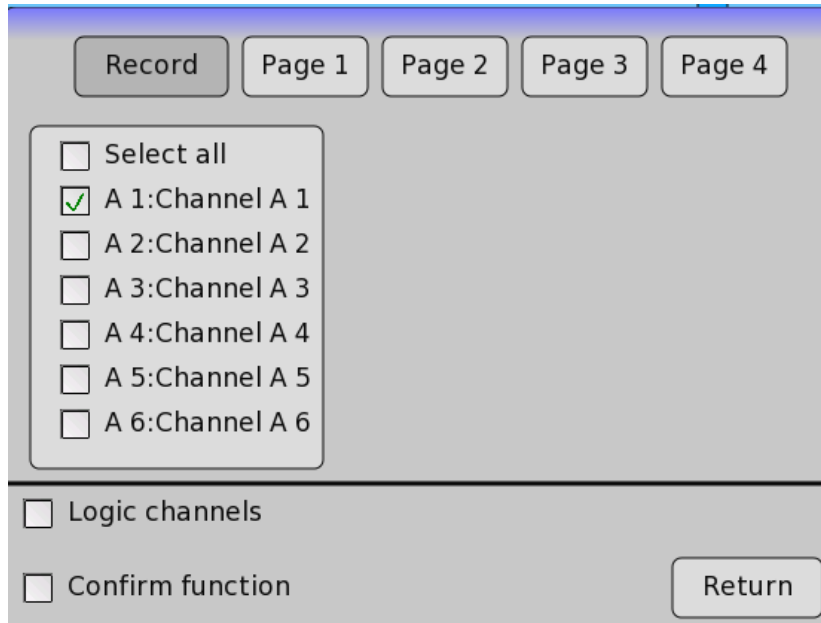 Record Page 1 Page 2 Page 3 Page 4
Select all
A 1:Channel A 1
A 2:Channel A 2
A 3:Channel A 3
A 4:Channel A 4
A 5:Channel A 5
A 6:Channel A 6
Logic channels
Confirm function
Return